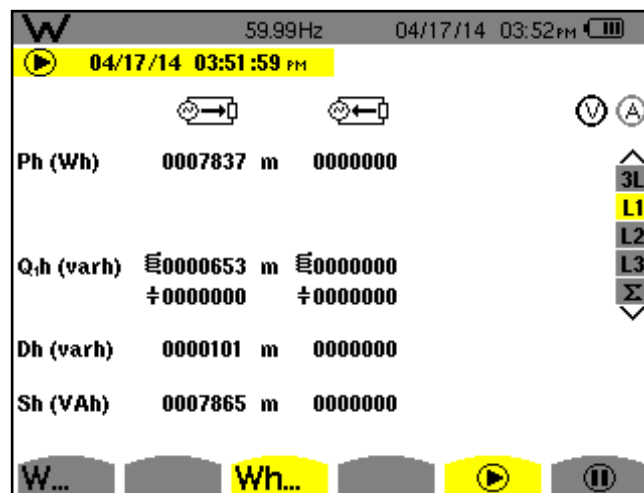 W 59.99Hz 04/17/14 03:52PM
04/17/14 03:51:59 PM
V A
Ph (Wh) 0007837 m 0000000
3L
L1
L2
Q₁h (varh) 0000653 m 0000000
L3
0000000 0000000
Σ
Dh (varh) 0000101 m 0000000
Sh (VAh) 0007865 m 0000000
W... Wh...